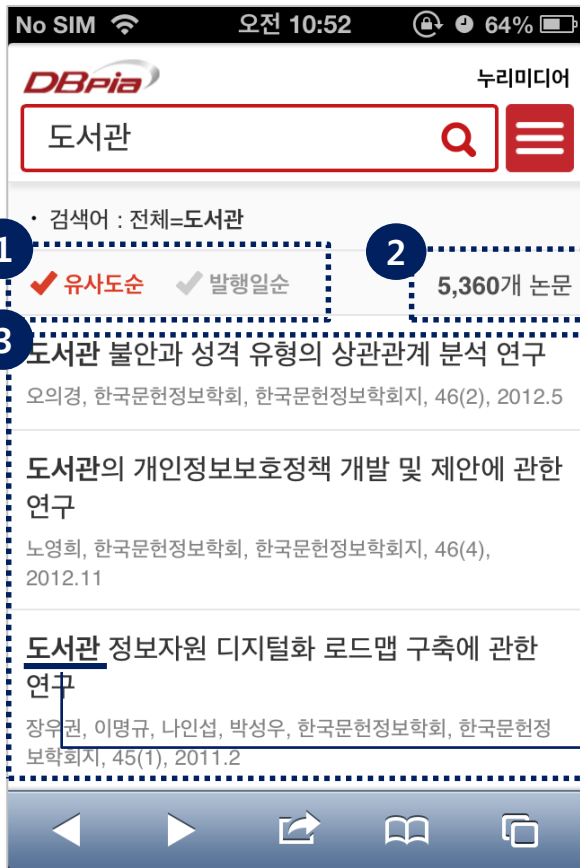 No SIM 오전 10:52 64%
DBpia 누리미디어
도서관
· 검색어 : 전체=도서관
1 2
유사도순 발행일순 5,360개 논문
3
도서관 불안과 성격 유형의 상관관계 분석 연구
오의경, 한국문헌정보학회, 한국문헌정보학회지, 46(2), 2012.5
도서관의 개인정보보호정책 개발 및 제안에 관한
연구
노영희, 한국문헌정보학회, 한국문헌정보학회지, 46(4),
2012.11
도서관 정보자원 디지털화 로드맵 구축에 관한
연구
장우권, 이명규, 나인섭, 박성우, 한국문헌정보학회, 한국문헌정
보학회지, 45(1), 2011.2